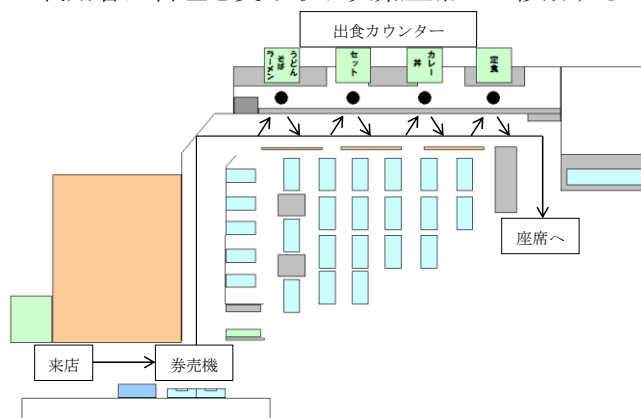 出食カウンター
うどん
そば
ラーメン
セット
カレー
丼
定食
座席へ
来店
券売機